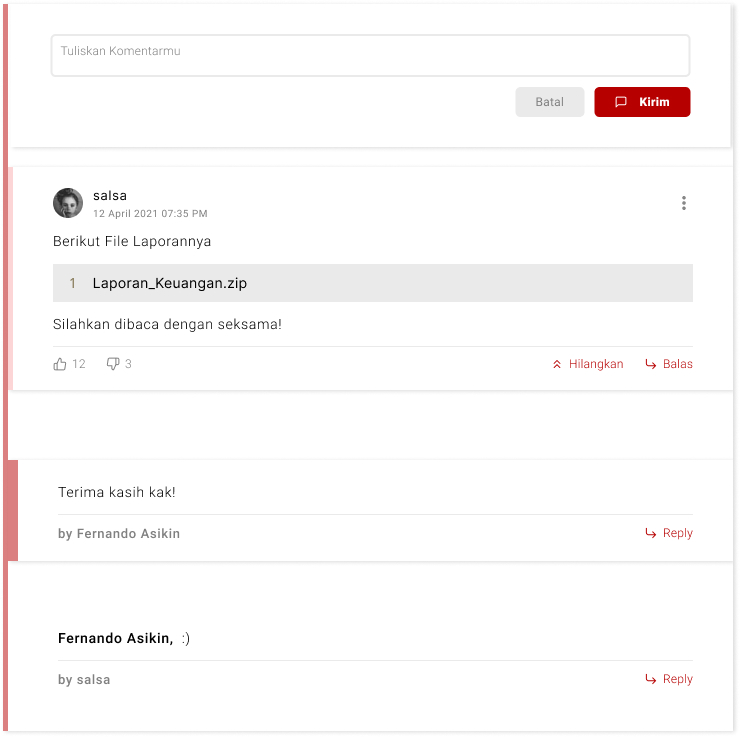 Tuliskan Komentarmu
Batal Kirim
salsa
12 April 2021 07:35 PM
Berikut File Laporannya
1 Laporan_Keuangan.zip
Silahkan dibaca dengan seksama!
12 3 Hilangkan Balas
Terima kasih kak!
by Fernando Asikin Reply
Fernando Asikin, :)
by salsa Reply